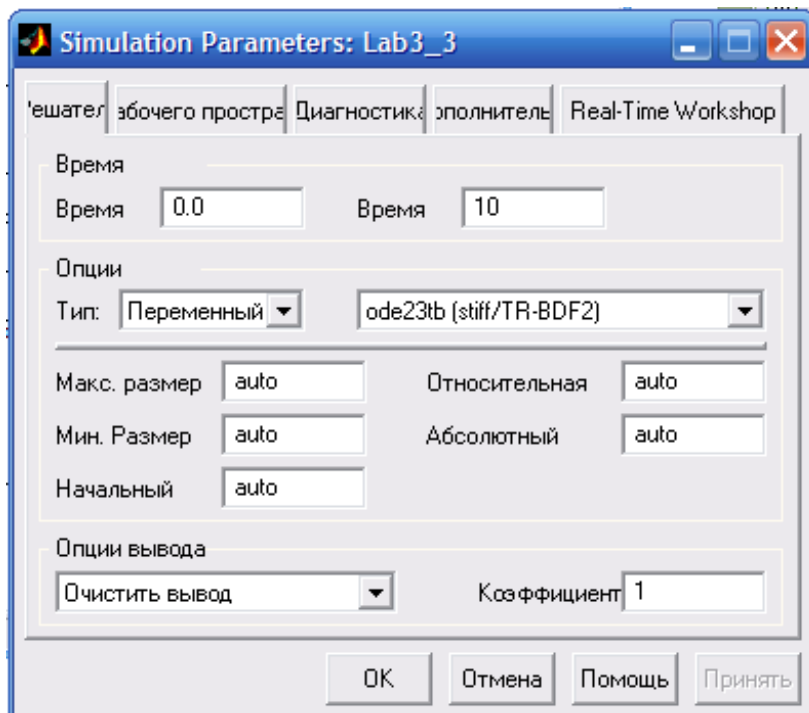 Simulation Parameters: Lab3_3
'ешател абочего простра Диагностика ополнитель Real-Time Workshop
Время
Время 0.0 Время 10
Опции
Тип: Переменный ode23tb (stiff/TR-BDF2)
Макс. размер auto Относительная auto
Мин. Размер auto Абсолютный auto
Начальный auto
Опции вывода
Очистить вывод Коэффициент 1
OK Отмена Помощь Принять